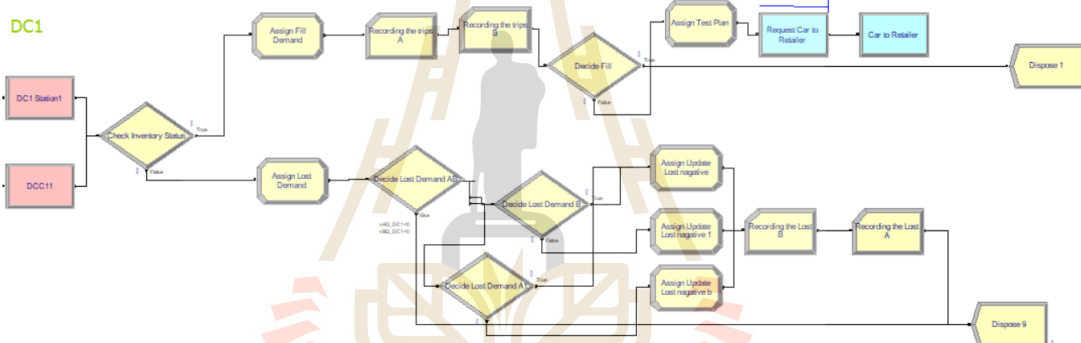 DC1
Assign Fill
Demand
Recording the trips
A
Recording the trips
B
Assign Test Plan
Request Car to
Retailer
Car to Retailer
Decide Fill
True
False
Dispose 1
DC1 Station1
DCC11
Check Inventory Status
True
False
Assign Lost
Demand
Decide Lost Demand AB
Else
Decide Lost Demand B
True
False
Decide Lost Demand A1
True
Assign Update
Lost nagative
Assign Update
Lost nagative 1
Assign Update
Lost nagative b
Recording the Lost
B
Recording the Lost
A
Dispose 9